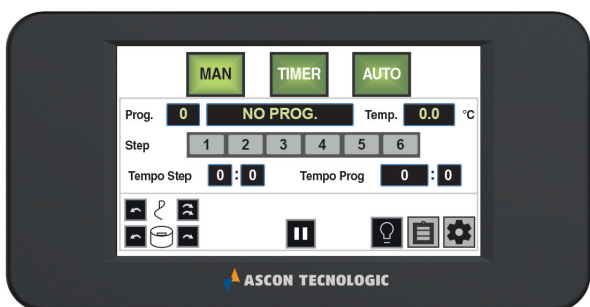 MAN TIMER AUTO
Prog. 0 NO PROG. Temp. 0.0 °C
Step 1 2 3 4 5 6
Tempo Step 0 : 0 Tempo Prog 0 : 0
ASCON TECNOLOGIC